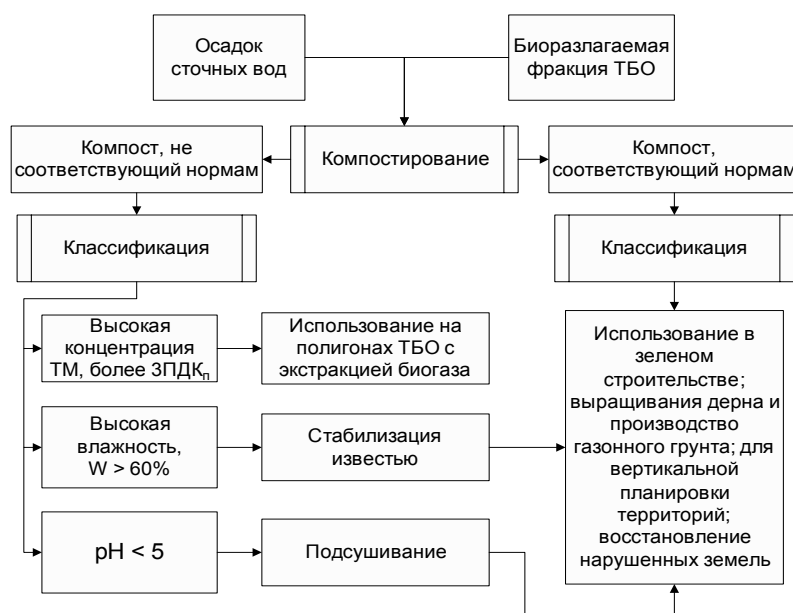 Осадок
сточных вод
Биоразлагаемая
фракция ТБО
Компост, не
соответствующий нормам
Компостирование
Компост,
соответствующий нормам
Классификация
Классификация
Высокая
концентрация
ТМ, более 3ПДКп
Использование на
полигонах ТБО с
экстракцией биогаза
Высокая
влажность,
W > 60%
Стабилизация
известью
pH < 5
Подсушивание
Использование в
зеленом
строительстве;
выращивания дерна и
производство
газонного грунта; для
вертикальной
планировки
территорий;
восстановление
нарушенных земель